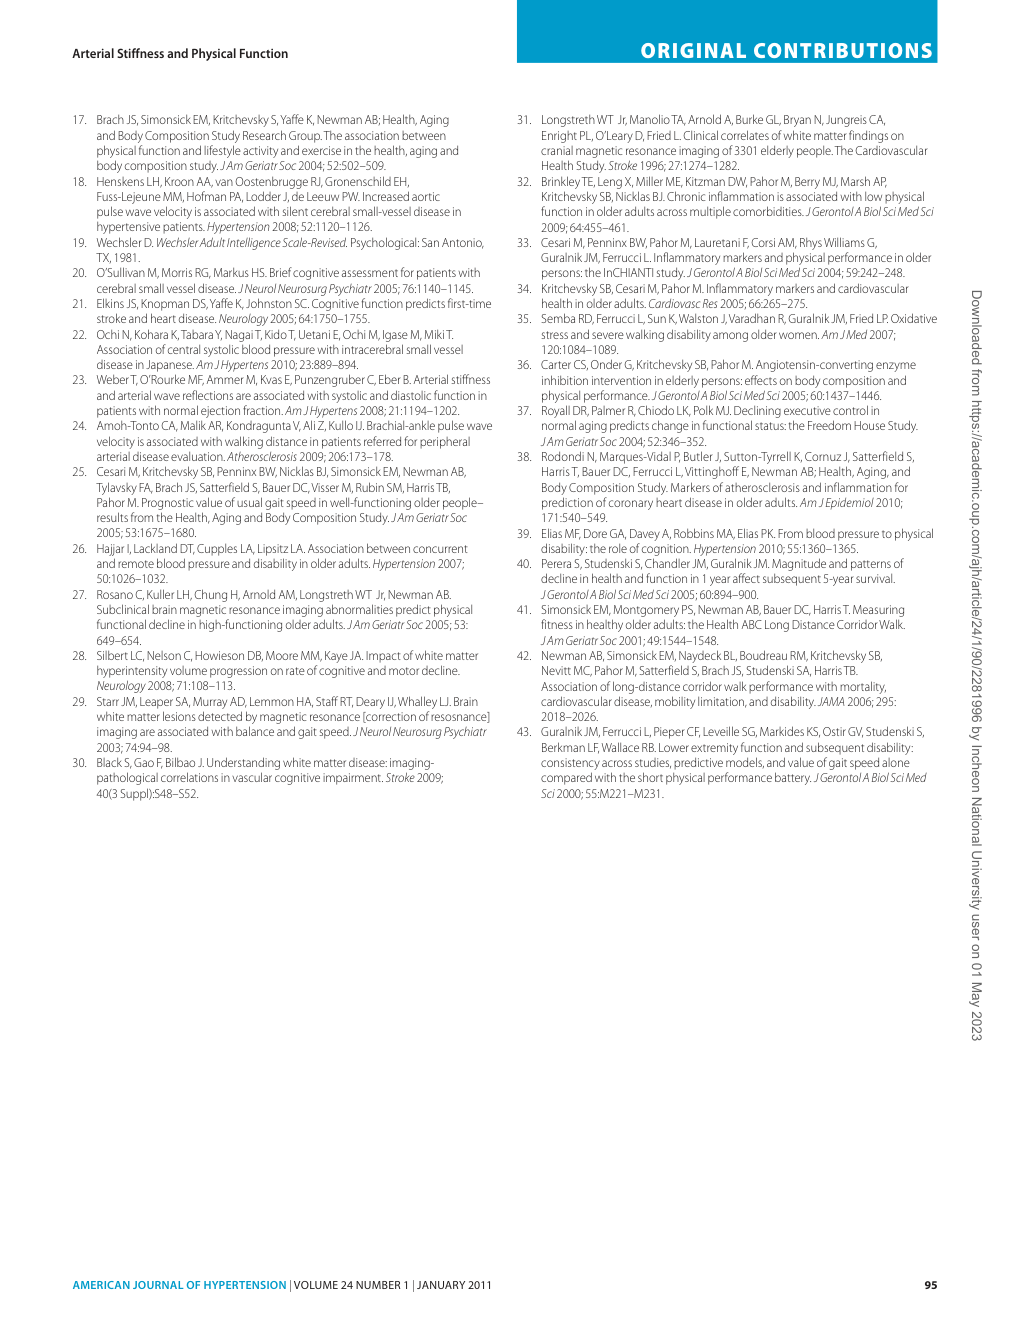 Arterial Stiffness and Physical Function
ORIGINAL CONTRIBUTIONS
17. Brach JS, Simonsick EM, Kritchevsky S, Yaffe K, Newman AB; Health, Aging
and Body Composition Study Research Group. The association between
physical function and lifestyle activity and exercise in the health, aging and
body composition study. J Am Geriatr Soc 2004; 52:502–509.
18. Henskens LH, Kroon AA, van Oostenbrugge RJ, Gronenschild EH,
Fuss-Lejeune MM, Hofman PA, Lodder J, de Leeuw PW. Increased aortic
pulse wave velocity is associated with silent cerebral small-vessel disease in
hypertensive patients. Hypertension 2008; 52:1120–1126.
19. Wechsler D. Wechsler Adult Intelligence Scale-Revised. Psychological: San Antonio,
TX, 1981.
20. O'Sullivan M, Morris RG, Markus HS. Brief cognitive assessment for patients with
cerebral small vessel disease. J Neurol Neurosurg Psychiatr 2005; 76:1140–1145.
21. Elkins JS, Knopman DS, Yaffe K, Johnston SC. Cognitive function predicts first-time
stroke and heart disease. Neurology 2005; 64:1750–1755.
22. Ochi N, Kohara K, Tabara Y, Nagai T, Kido T, Uetani E, Ochi M, Igase M, Miki T.
Association of central systolic blood pressure with intracerebral small vessel
disease in Japanese. Am J Hypertens 2010; 23:889–894.
23. Weber T, O'Rourke MF, Ammer M, Kvas E, Punzengruber C, Eber B. Arterial stiffness
and arterial wave reflections are associated with systolic and diastolic function in
patients with normal ejection fraction. Am J Hypertens 2008; 21:1194–1202.
24. Amoh-Tonto CA, Malik AR, Kondragunta V, Ali Z, Kullo IJ. Brachial-ankle pulse wave
velocity is associated with walking distance in patients referred for peripheral
arterial disease evaluation. Atherosclerosis 2009; 206:173–178.
25. Cesari M, Kritchevsky SB, Penninx BW, Nicklas BJ, Simonsick EM, Newman AB,
Tylavsky FA, Brach JS, Satterfield S, Bauer DC, Visser M, Rubin SM, Harris TB,
Pahor M. Prognostic value of usual gait speed in well-functioning older people–
results from the Health, Aging and Body Composition Study. J Am Geriatr Soc
2005; 53:1675–1680.
26. Hajjar I, Lackland DT, Cupples LA, Lipsitz LA. Association between concurrent
and remote blood pressure and disability in older adults. Hypertension 2007;
50:1026–1032.
27. Rosano C, Kuller LH, Chung H, Arnold AM, Longstreth WT Jr, Newman AB.
Subclinical brain magnetic resonance imaging abnormalities predict physical
functional decline in high-functioning older adults. J Am Geriatr Soc 2005; 53:
649–654.
28. Silbert LC, Nelson C, Howieson DB, Moore MM, Kaye JA. Impact of white matter
hyperintensity volume progression on rate of cognitive and motor decline.
Neurology 2008; 71:108–113.
29. Starr JM, Leaper SA, Murray AD, Lemmon HA, Staff RT, Deary IJ, Whalley LJ. Brain
white matter lesions detected by magnetic resonance [correction of resosnance]
imaging are associated with balance and gait speed. J Neurol Neurosurg Psychiatr
2003; 74:94–98.
30. Black S, Gao F, Bilbao J. Understanding white matter disease: imaging-
pathological correlations in vascular cognitive impairment. Stroke 2009;
40(3 Suppl):S48–S52.
31. Longstreth WT Jr, Manolio TA, Arnold A, Burke GL, Bryan N, Jungreis CA,
Enright PL, O'Leary D, Fried L. Clinical correlates of white matter findings on
cranial magnetic resonance imaging of 3301 elderly people. The Cardiovascular
Health Study. Stroke 1996; 27:1274–1282.
32. Brinkley TE, Leng X, Miller ME, Kitzman DW, Pahor M, Berry MJ, Marsh AP,
Kritchevsky SB, Nicklas BJ. Chronic inflammation is associated with low physical
function in older adults across multiple comorbidities. J Gerontol A Biol Sci Med Sci
2009; 64:455–461.
33. Cesari M, Penninx BW, Pahor M, Lauretani F, Corsi AM, Rhys Williams G,
Guralnik JM, Ferrucci L. Inflammatory markers and physical performance in older
persons: the InCHIANTI study. J Gerontol A Biol Sci Med Sci 2004; 59:242–248.
34. Kritchevsky SB, Cesari M, Pahor M. Inflammatory markers and cardiovascular
health in older adults. Cardiovasc Res 2005; 66:265–275.
35. Semba RD, Ferrucci L, Sun K, Walston J, Varadhan R, Guralnik JM, Fried LP. Oxidative
stress and severe walking disability among older women. Am J Med 2007;
120:1084–1089.
36. Carter CS, Onder G, Kritchevsky SB, Pahor M. Angiotensin-converting enzyme
inhibition intervention in elderly persons: effects on body composition and
physical performance. J Gerontol A Biol Sci Med Sci 2005; 60:1437–1446.
37. Royall DR, Palmer R, Chiodo LK, Polk MJ. Declining executive control in
normal aging predicts change in functional status: the Freedom House Study.
J Am Geriatr Soc 2004; 52:346–352.
38. Rodondi N, Marques-Vidal P, Butler J, Sutton-Tyrrell K, Cornuz J, Satterfield S,
Harris T, Bauer DC, Ferrucci L, Vittinghoff E, Newman AB; Health, Aging, and
Body Composition Study. Markers of atherosclerosis and inflammation for
prediction of coronary heart disease in older adults. Am J Epidemiol 2010;
171:540–549.
39. Elias MF, Dore GA, Davey A, Robbins MA, Elias PK. From blood pressure to physical
disability: the role of cognition. Hypertension 2010; 55:1360–1365.
40. Perera S, Studenski S, Chandler JM, Guralnik JM. Magnitude and patterns of
decline in health and function in 1 year affect subsequent 5-year survival.
J Gerontol A Biol Sci Med Sci 2005; 60:894–900.
41. Simonsick EM, Montgomery PS, Newman AB, Bauer DC, Harris T. Measuring
fitness in healthy older adults: the Health ABC Long Distance Corridor Walk.
J Am Geriatr Soc 2001; 49:1544–1548.
42. Newman AB, Simonsick EM, Naydeck BL, Boudreau RM, Kritchevsky SB,
Nevitt MC, Pahor M, Satterfield S, Brach JS, Studenski SA, Harris TB.
Association of long-distance corridor walk performance with mortality,
cardiovascular disease, mobility limitation, and disability. JAMA 2006; 295:
2018–2026.
43. Guralnik JM, Ferrucci L, Pieper CF, Leveille SG, Markides KS, Ostir GV, Studenski S,
Berkman LF, Wallace RB. Lower extremity function and subsequent disability:
consistency across studies, predictive models, and value of gait speed alone
compared with the short physical performance battery. J Gerontol A Biol Sci Med
Sci 2000; 55:M221–M231.
Downloaded from https://academic.oup.com/ajh/article/24/1/90/2281996 by Incheon National University user on 01 May 2023
AMERICAN JOURNAL OF HYPERTENSION | VOLUME 24 NUMBER 1 | JANUARY 2011
95